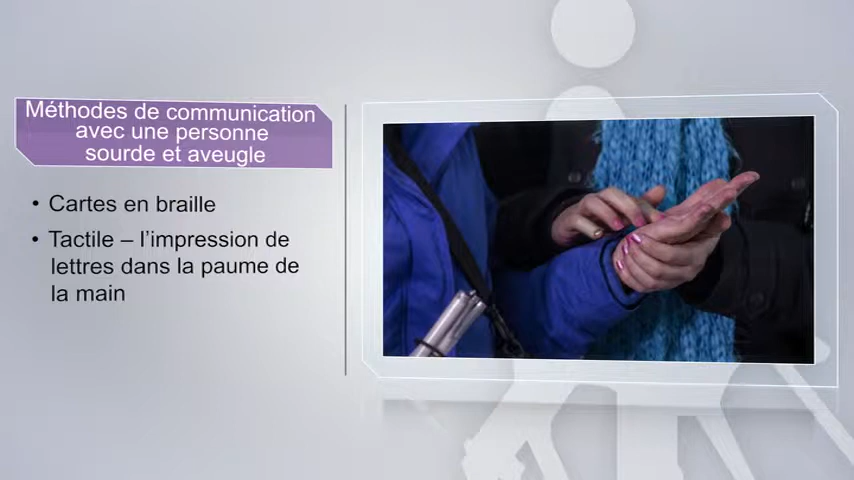 Méthodes de communication
avec une personne
sourde et aveugle
• Cartes en braille
• Tactile – l’impression de
lettres dans la paume de
la main